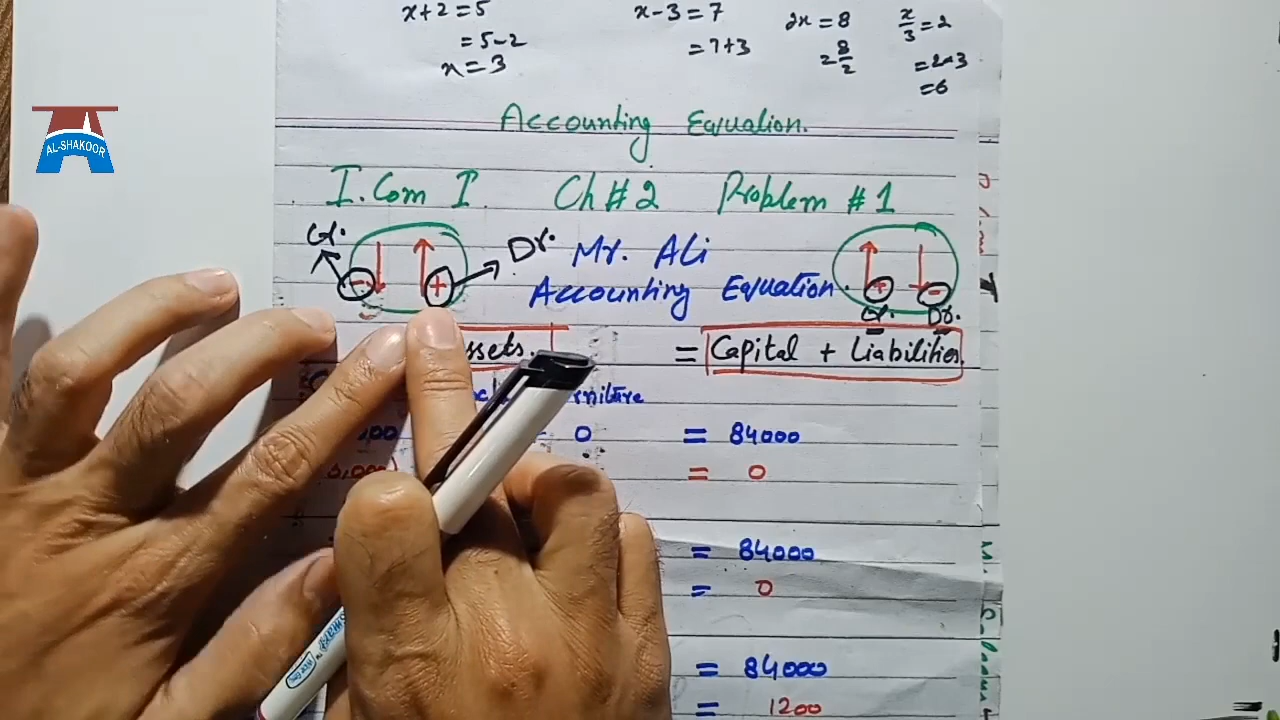 x+2=5
=5-2
x=3
x-3=7
=7+3
2x=8
=8/2
x/3=2
=2×3
=6
AL-SHAKOOR
Accounting Equation.
I.Com I. Ch#2 Problem #1
Cr. - + Dr. Mr. Ali + -
Accounting Equation. Cr. Dr.
= Capital + Liabilities.
0 = 84000
= 0
= 84000
= 0
= 84000
= 1200